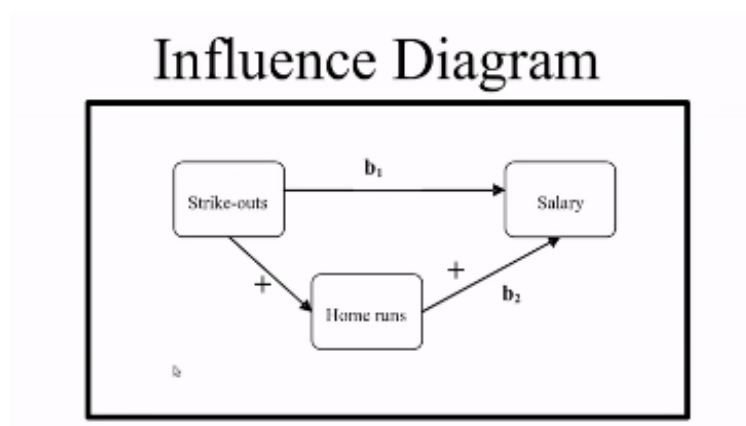 Influence Diagram
b₁
Strike-outs
Salary
+
+
b₂
Home runs